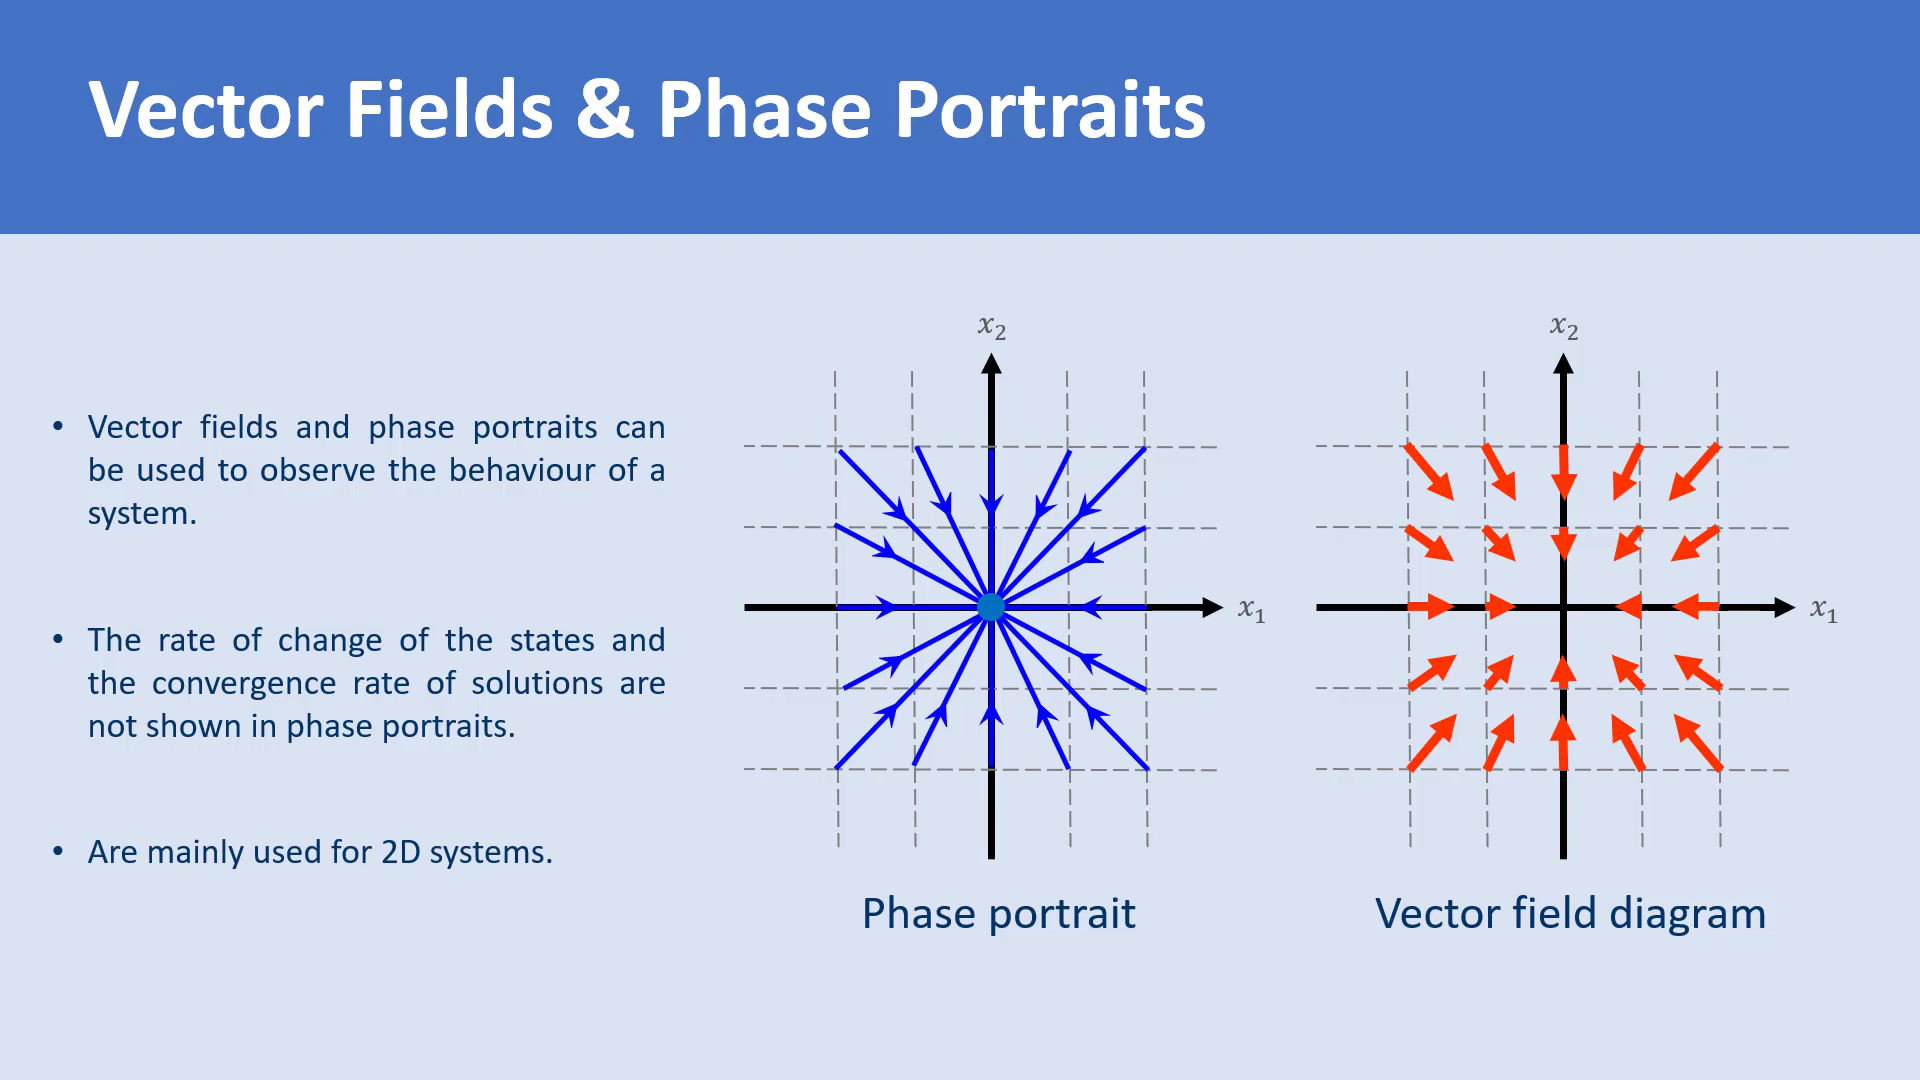 Vector Fields & Phase Portraits
• Vector fields and phase portraits can
be used to observe the behaviour of a
system.
• The rate of change of the states and
the convergence rate of solutions are
not shown in phase portraits.
• Are mainly used for 2D systems.
x₂
x₁
Phase portrait
x₂
x₁
Vector field diagram